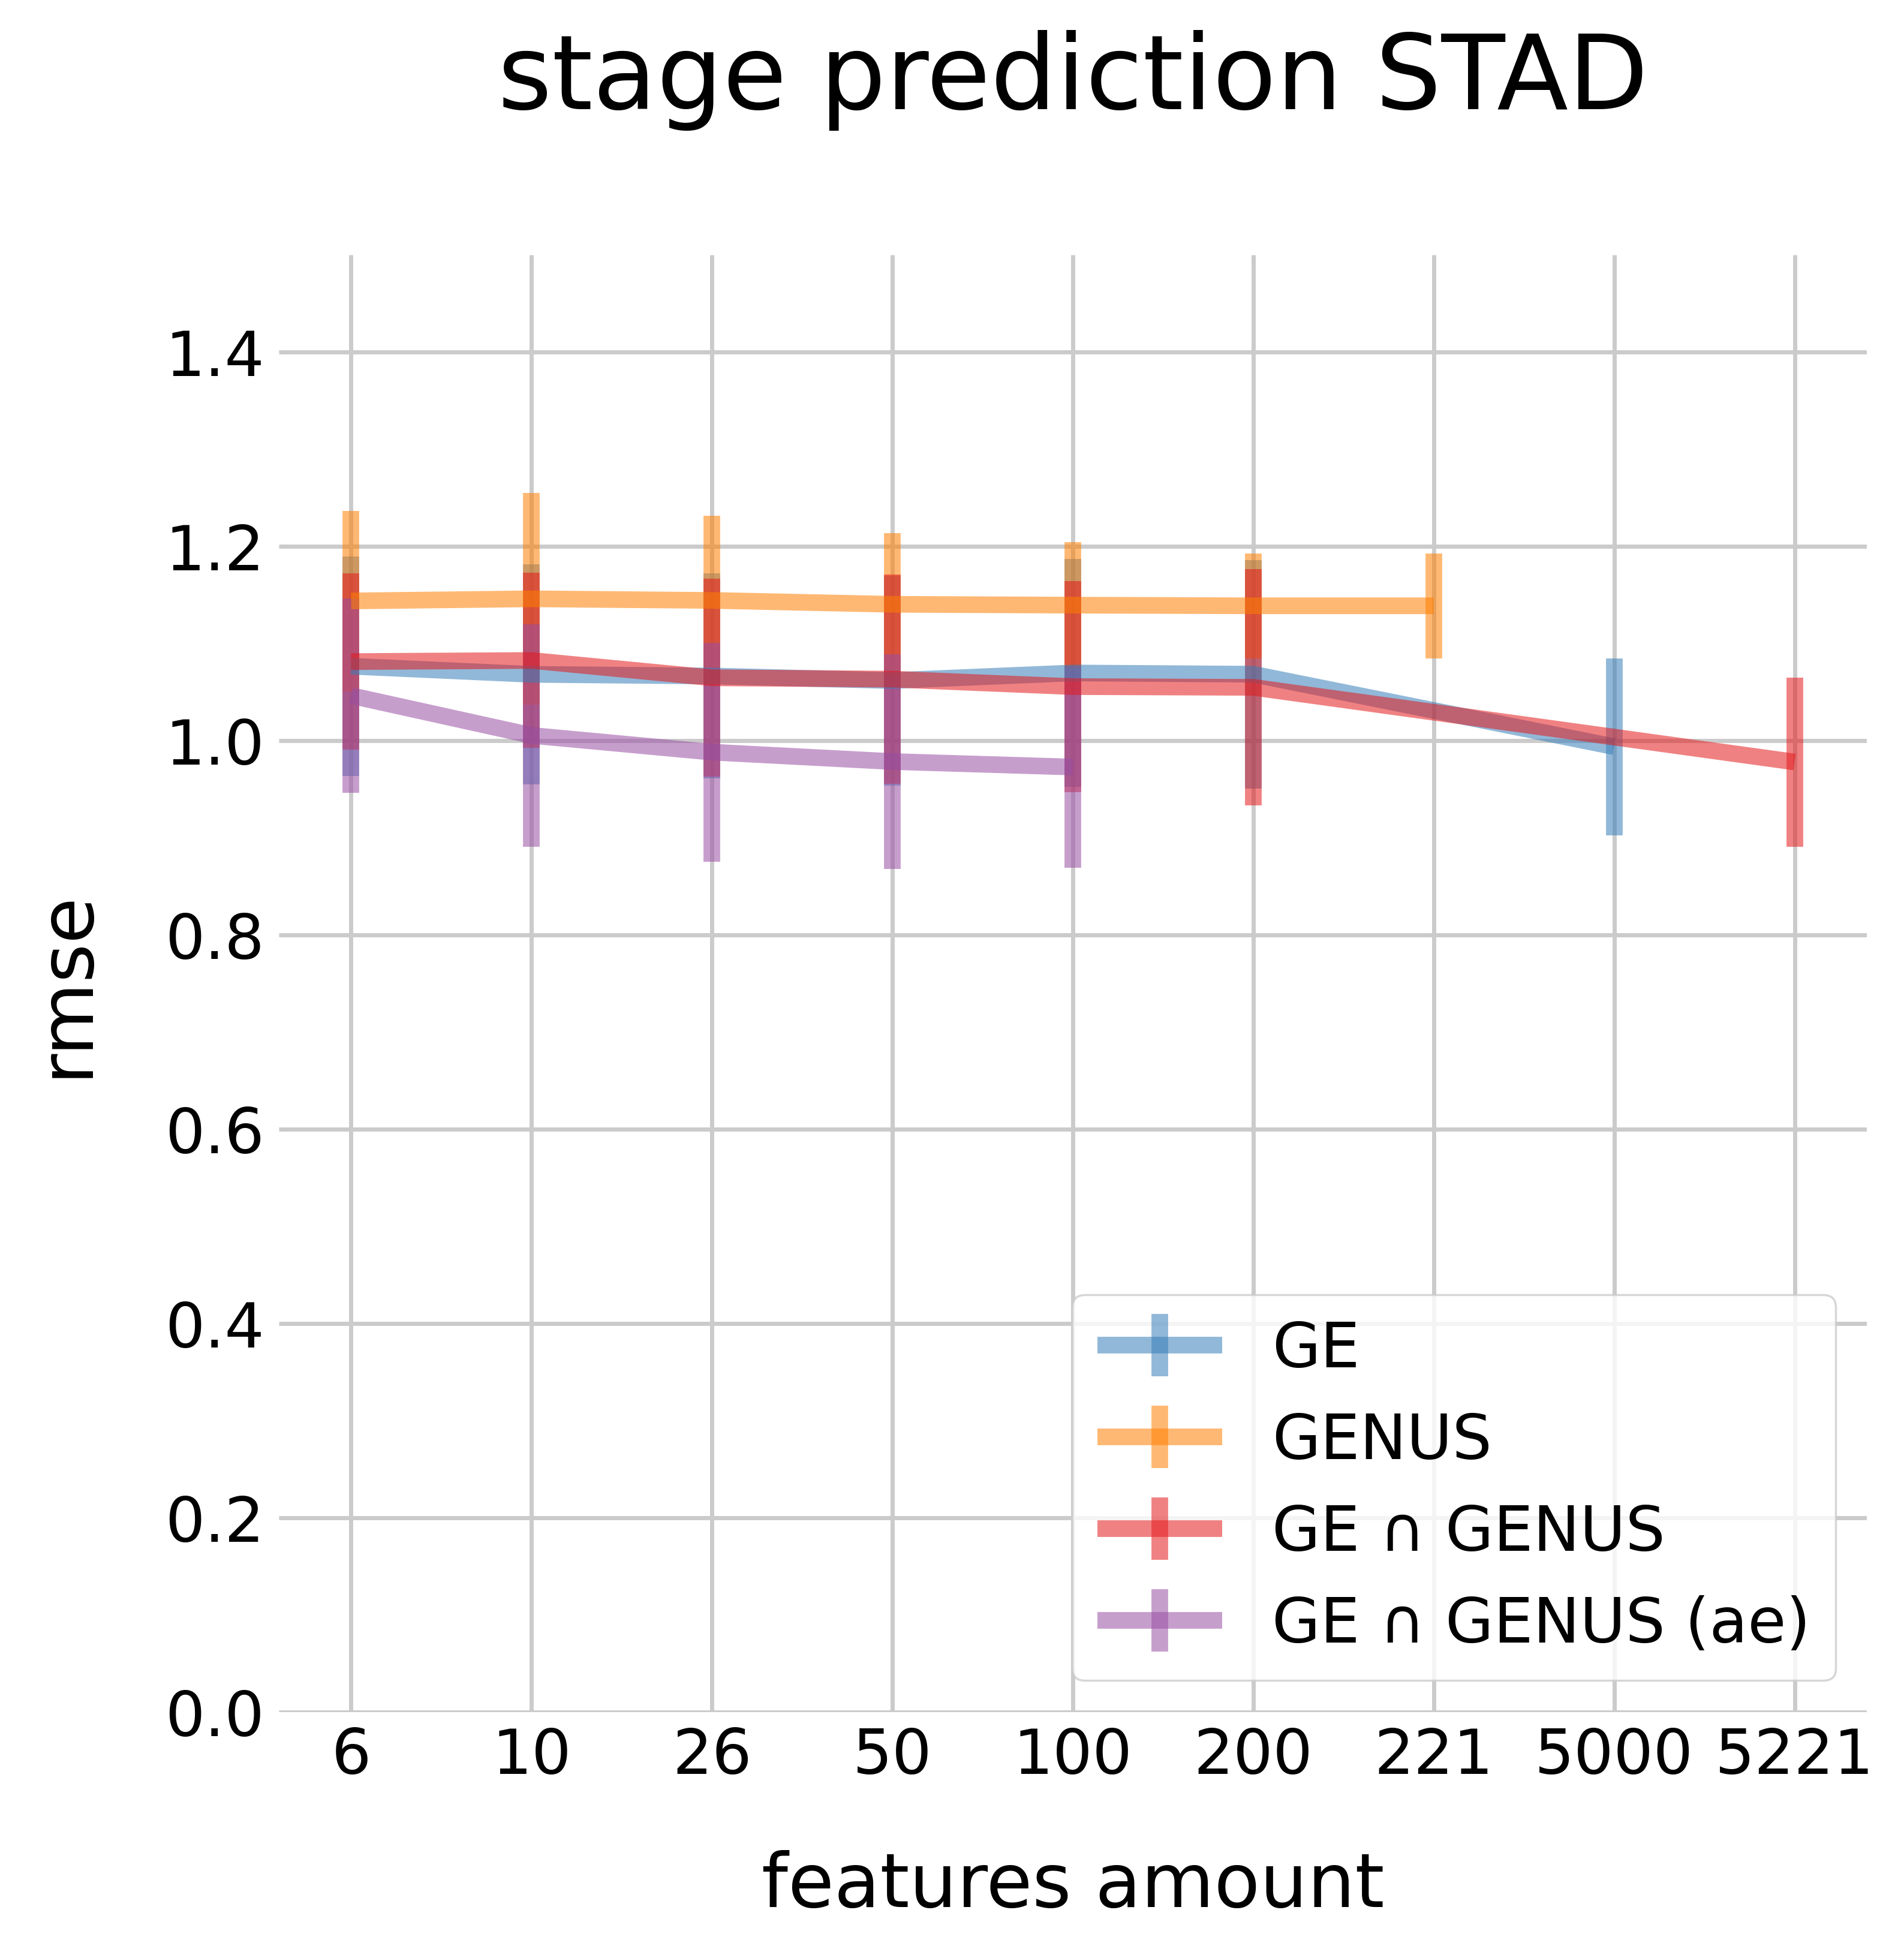 stage prediction STAD
1.4
1.2
1.0
0.8
0.6
0.4
0.2
0.0
rmse
GE
GENUS
GE ∩ GENUS
GE ∩ GENUS (ae)
6 10 26 50 100 200 221 5000 5221
features amount